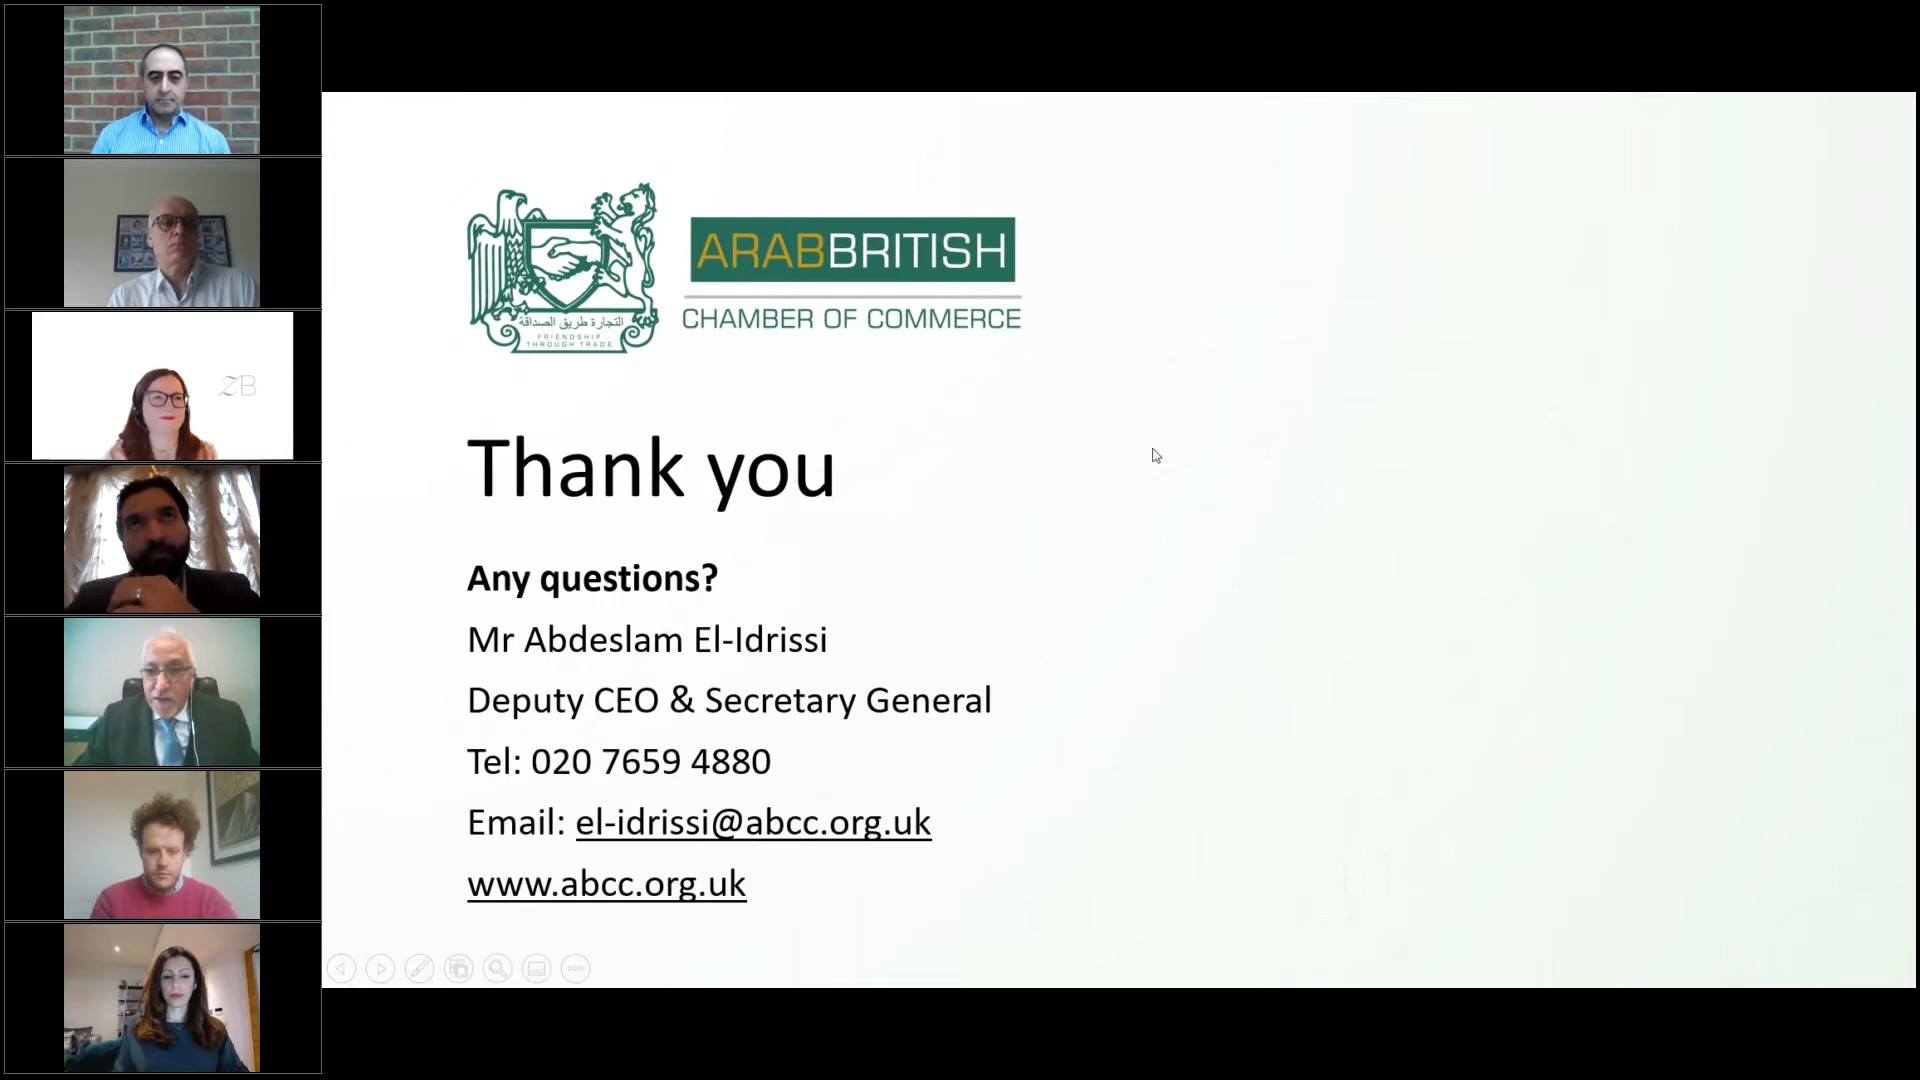 ZB
التجارة طريق الصداقة
FRIENDSHIP
THROUGH TRADE
ARABBRITISH
CHAMBER OF COMMERCE
Thank you
Any questions?
Mr Abdeslam El-Idrissi
Deputy CEO & Secretary General
Tel: 020 7659 4880
Email: el-idrissi@abcc.org.uk
www.abcc.org.uk